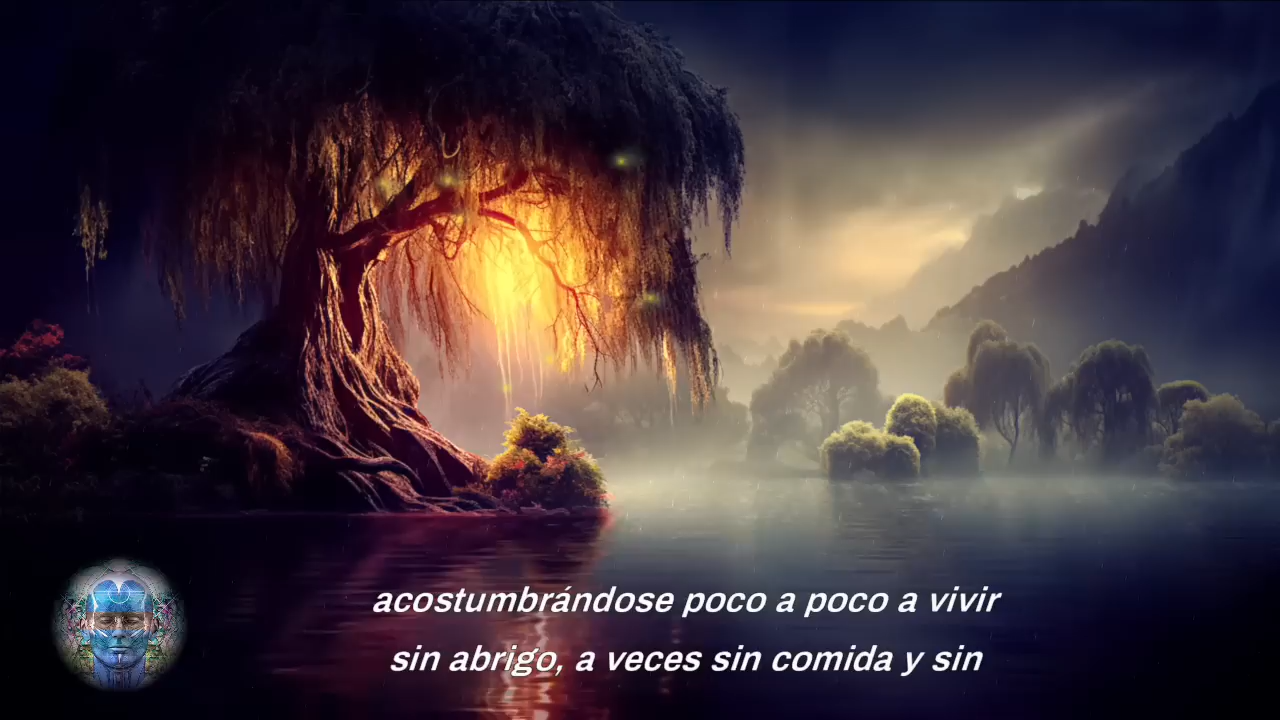 acostumbrándose poco a poco a vivir
sin abrigo, a veces sin comida y sin